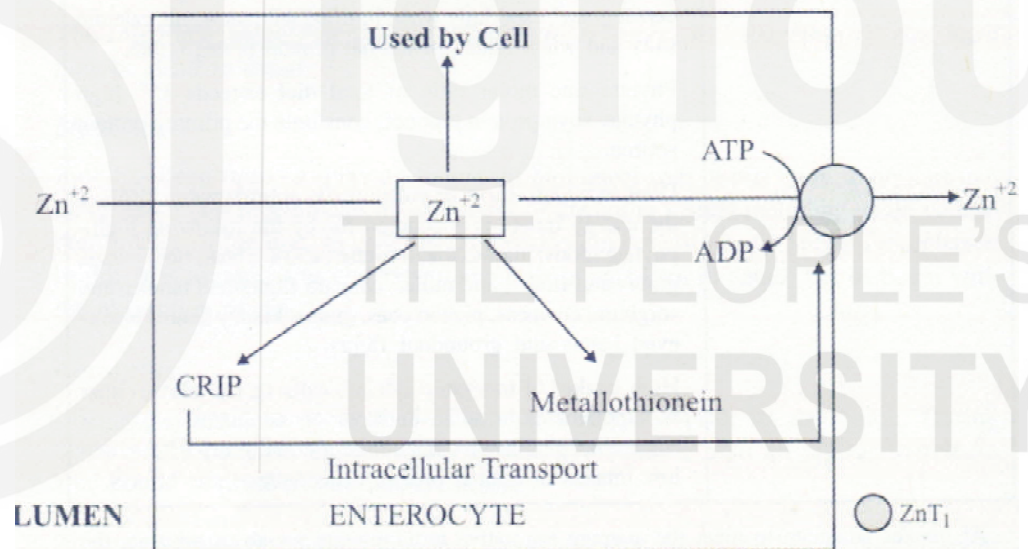 ignou
THE PEOPLE'S
UNIVERSITY
Used by Cell
ATP
Zn+2
Zn+2
Zn+2
ADP
CRIP
Metallothionein
Intracellular Transport
LUMEN
ENTEROCYTE
ZnT1